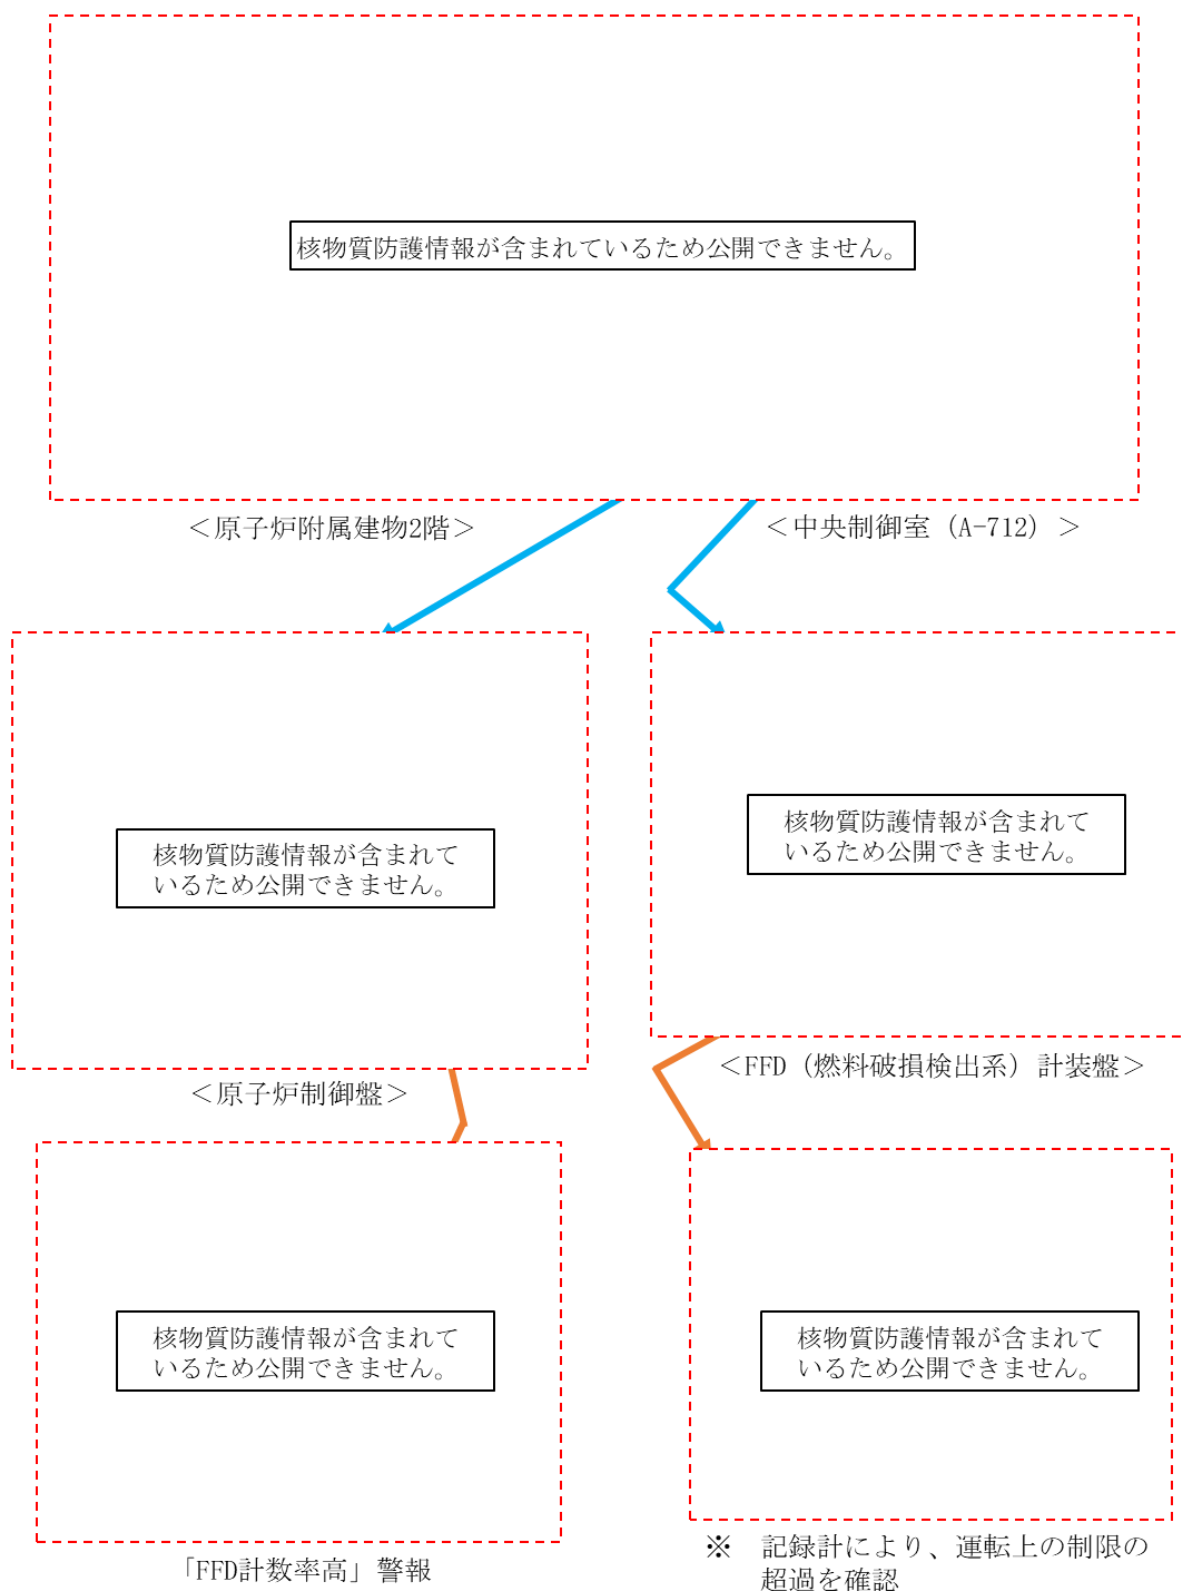 核物質防護情報が含まれているため公開できません。
＜原子炉附属建物2階＞
＜中央制御室（A-712）＞
核物質防護情報が含まれて
いるため公開できません。
＜原子炉制御盤＞
核物質防護情報が含まれて
いるため公開できません。
＜FFD（燃料破損検出系）計装盤＞
核物質防護情報が含まれて
いるため公開できません。
「FFD計数率高」警報
核物質防護情報が含まれて
いるため公開できません。
※　記録計により、運転上の制限の
超過を確認